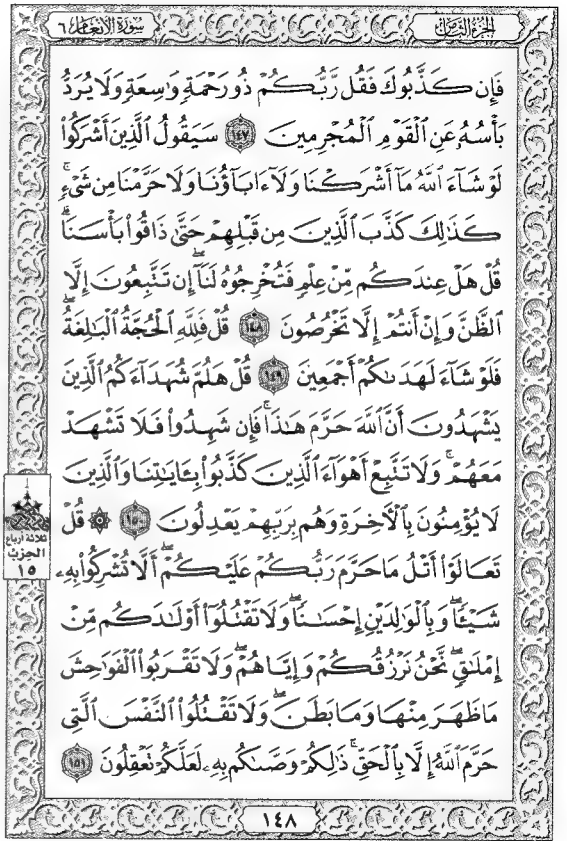 الجزء الثامن
سورة الأنعام ٦
فَإِن كَذَّبُوكَ فَقُل رَّبُّكُمْ ذُو رَحْمَةٍ وَٰسِعَةٍ وَلَا يُرَدُّ
بَأْسُهُۥ عَنِ ٱلْقَوْمِ ٱلْمُجْرِمِينَ ١٤٧ سَيَقُولُ ٱلَّذِينَ أَشْرَكُوا۟
لَوْ شَآءَ ٱللَّهُ مَآ أَشْرَكْنَا وَلَآ ءَابَآؤُنَا وَلَا حَرَّمْنَا مِن شَىْءٍ ۚ
كَذَٰلِكَ كَذَّبَ ٱلَّذِينَ مِن قَبْلِهِمْ حَتَّىٰ ذَاقُوا۟ بَأْسَنَا ۗ
قُلْ هَلْ عِندَكُم مِّنْ عِلْمٍ فَتُخْرِجُوهُ لَنَآ ۖ إِن تَتَّبِعُونَ إِلَّا
ٱلظَّنَّ وَإِنْ أَنتُمْ إِلَّا تَخْرُصُونَ ١٤٨ قُلْ فَلِلَّهِ ٱلْحُجَّةُ ٱلْبَٰلِغَةُ ۖ
فَلَوْ شَآءَ لَهَدَىٰكُمْ أَجْمَعِينَ ١٤٩ قُلْ هَلُمَّ شُهَدَآءَكُمُ ٱلَّذِينَ
يَشْهَدُونَ أَنَّ ٱللَّهَ حَرَّمَ هَٰذَا ۖ فَإِن شَهِدُوا۟ فَلَا تَشْهَدْ
مَعَهُمْ ۚ وَلَا تَتَّبِعْ أَهْوَآءَ ٱلَّذِينَ كَذَّبُوا۟ بِـَٔايَٰتِنَا وَٱلَّذِينَ
لَا يُؤْمِنُونَ بِٱلْـَٔاخِرَةِ وَهُم بِرَبِّهِمْ يَعْدِلُونَ ١٥٠ ۞ قُلْ
تَعَالَوْا۟ أَتْلُ مَا حَرَّمَ رَبُّكُمْ عَلَيْكُمْ ۖ أَلَّا تُشْرِكُوا۟ بِهِۦ
شَيْـًٔا ۖ وَبِٱلْوَٰلِدَيْنِ إِحْسَٰنًا ۖ وَلَا تَقْتُلُوٓا۟ أَوْلَٰدَكُم مِّنْ
إِمْلَٰقٍ ۖ نَّحْنُ نَرْزُقُكُمْ وَإِيَّاهُمْ ۖ وَلَا تَقْرَبُوا۟ ٱلْفَوَٰحِشَ
مَا ظَهَرَ مِنْهَا وَمَا بَطَنَ ۖ وَلَا تَقْتُلُوا۟ ٱلنَّفْسَ ٱلَّتِى
حَرَّمَ ٱللَّهُ إِلَّا بِٱلْحَقِّ ۚ ذَٰلِكُمْ وَصَّىٰكُم بِهِۦ لَعَلَّكُمْ تَعْقِلُونَ ١٥١
ثلاثة أرباع
الحزب
١٥
١٤٨